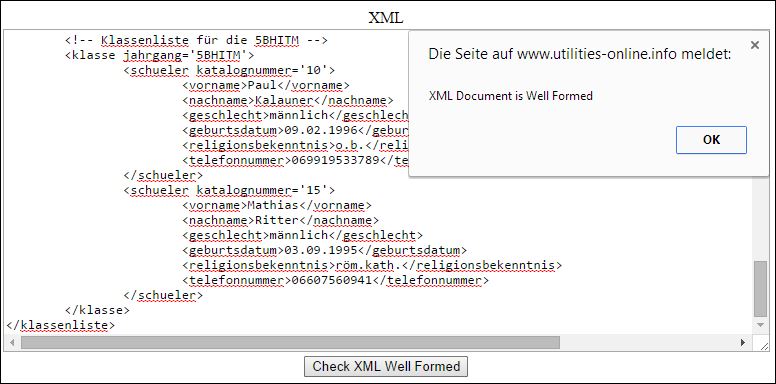 XML
<!-- Klassenliste für die 5BHITM -->
<klasse jahrgang='5BHITM'>
<schueler katalognummer='10'>
<vorname>Paul</vorname>
<nachname>Kalauner</nachname>
<geschlecht>männlich</geschlech
<geburtsdatum>09.02.1996</gebur
<religionsbekenntnis>o.b.</reli
<telefonnummer>069919533789</te
</schueler>
<schueler katalognummer='15'>
<vorname>Mathias</vorname>
<nachname>Ritter</nachname>
<geschlecht>männlich</geschlecht>
<geburtsdatum>03.09.1995</geburtsdatum>
<religionsbekenntnis>röm.kath.</religionsbekenntnis>
<telefonnummer>06607560941</telefonnummer>
</schueler>
</klasse>
</klassenliste>
Die Seite auf www.utilities-online.info meldet:
XML Document is Well Formed
OK
Check XML Well Formed